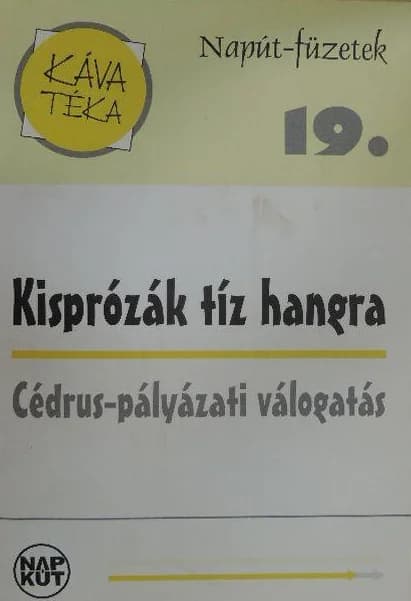 KÁVA
TÉKA
Napút-füzetek
19.
Kisprózák tíz hangra
Cédrus-pályázati válogatás
NAP
KÚT